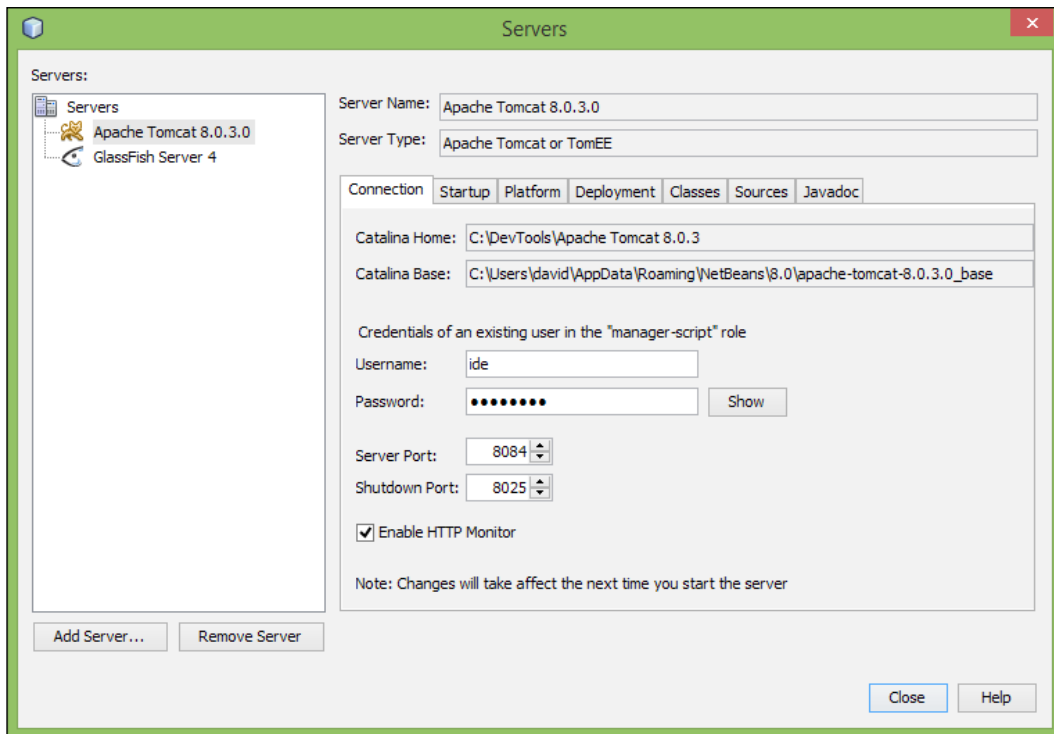 Servers
Servers:
Servers
Apache Tomcat 8.0.3.0
GlassFish Server 4
Server Name: Apache Tomcat 8.0.3.0
Server Type: Apache Tomcat or TomEE
Connection Startup Platform Deployment Classes Sources Javadoc
Catalina Home: C:\DevTools\Apache Tomcat 8.0.3
Catalina Base: C:\Users\david\AppData\Roaming\NetBeans\8.0\apache-tomcat-8.0.3.0_base
Credentials of an existing user in the "manager-script" role
Username: ide
Password: ●●●●●●●● Show
Server Port: 8084
Shutdown Port: 8025
Enable HTTP Monitor
Note: Changes will take affect the next time you start the server
Add Server... Remove Server
Close Help